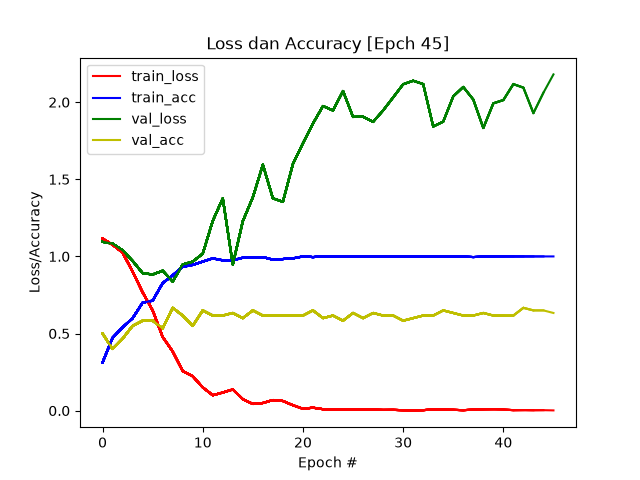 Loss dan Accuracy [Epch 45]
train_loss
train_acc
val_loss
val_acc
Loss/Accuracy
2.0
1.5
1.0
0.5
0.0
0 10 20 30 40
Epoch #